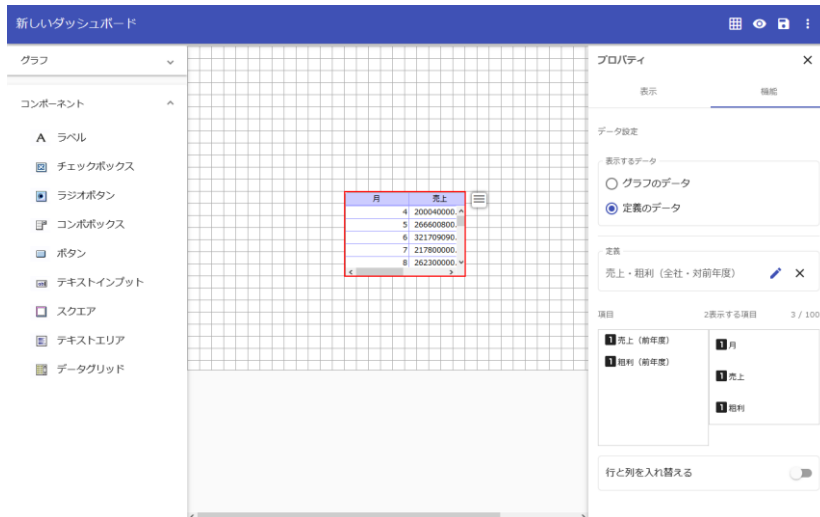 新しいダッシュボード
グラフ
コンポーネント
A ラベル
チェックボックス
ラジオボタン
コンボボックス
ボタン
テキストインプット
スクエア
テキストエリア
データグリッド
月 売上
4 200040000.
5 266600800.
6 321709090.
7 217800000.
8 262300000.
プロパティ
表示 機能
データ設定
表示するデータ
グラフのデータ
定義のデータ
定義
売上・粗利（全社・対前年度）
項目 2表示する項目 3 / 100
1 売上（前年度）
1 粗利（前年度）
1 月
1 売上
1 粗利
行と列を入れ替える